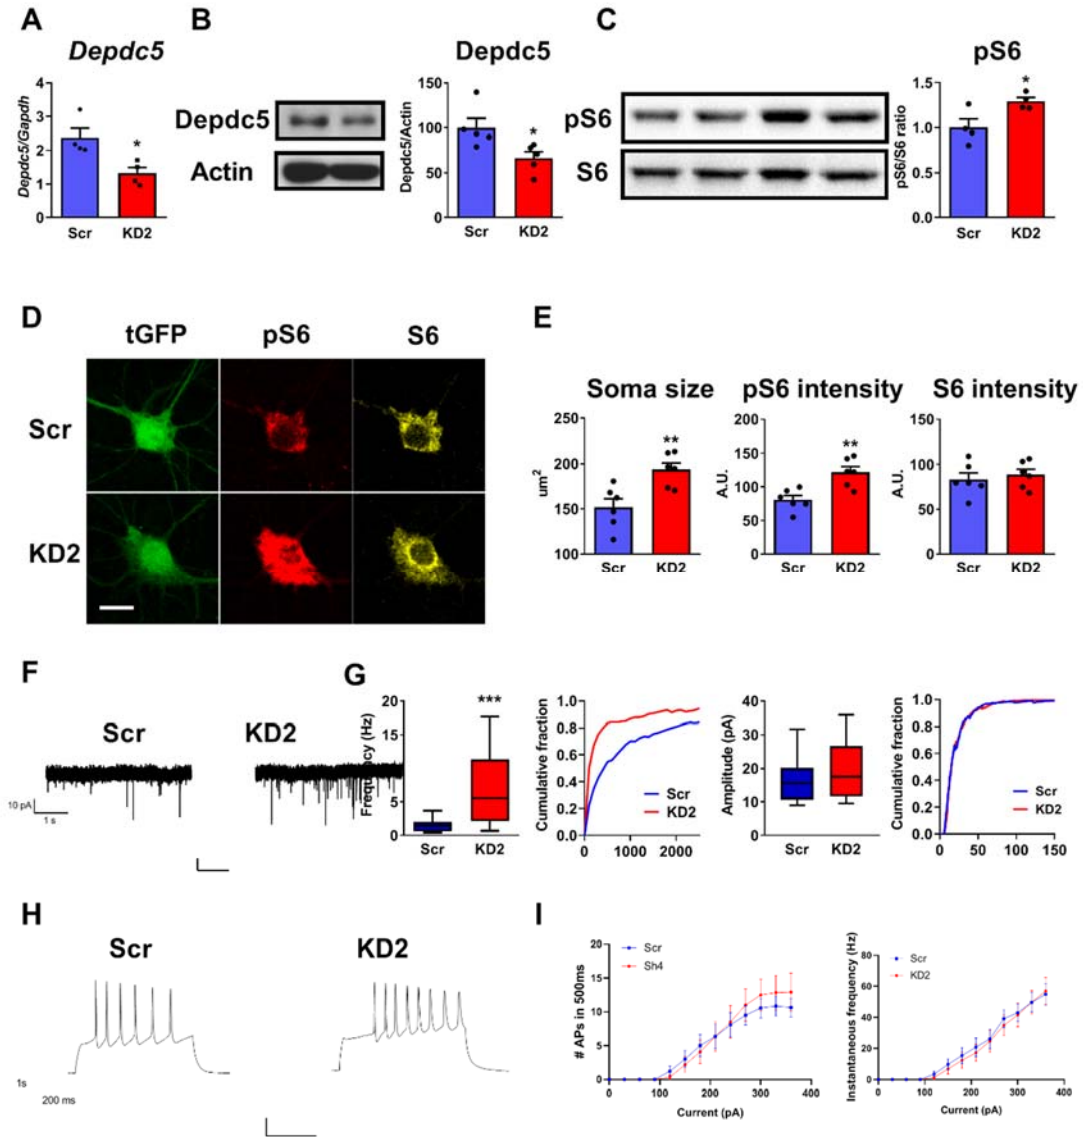 A
Depdc5
Depdc5/Gapdh
4
3
2
1
0
*
Scr
KD2
B
Depdc5
Actin
Depdc5
Depdc5/Actin
150
100
50
0
*
Scr
KD2
C
pS6
S6
pS6
pS6/S6 ratio
1.5
1.0
0.5
0.0
*
Scr
KD2
D
tGFP
pS6
S6
Scr
KD2
E
Soma size
um2
250
200
150
100
**
Scr
KD2
pS6 intensity
A.U.
200
150
100
50
0
**
Scr
KD2
S6 intensity
A.U.
150
100
50
0
Scr
KD2
F
Scr
KD2
10 pA
1 s
G
Frequency (Hz)
20
15
5
0
***
Scr
KD2
Cumulative fraction
1.0
0.8
0.6
0.4
0.2
0.0
Scr
KD2
0
1000
2000
Amplitude (pA)
40
30
20
10
0
Scr
KD2
Cumulative fraction
1.0
0.8
0.6
0.4
0.2
0.0
Scr
KD2
0
50
100
150
H
Scr
KD2
1s
200 ms
I
# APs in 500ms
20
15
10
5
0
Scr
Sh4
0
100
200
300
400
Current (pA)
Instantaneous frequency (Hz)
80
60
40
20
0
Scr
KD2
0
100
200
300
400
Current (pA)